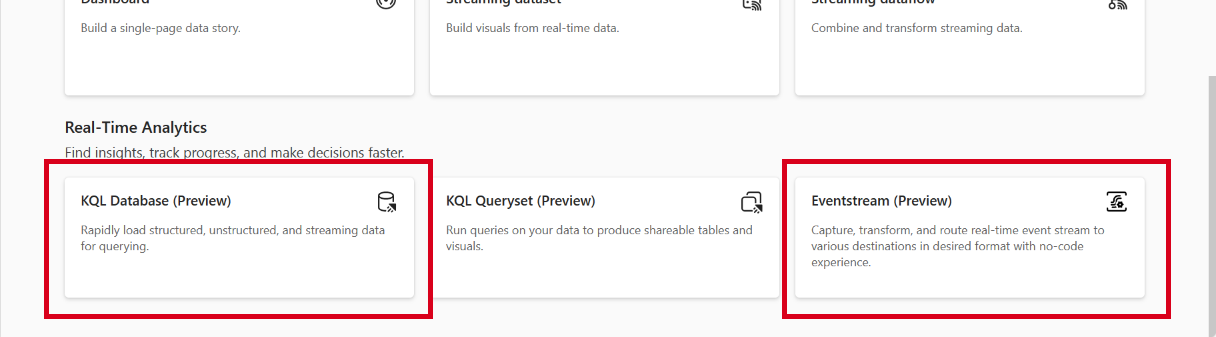 Dashboard
Streaming dataset
Streaming dataflow
Build a single-page data story.
Build visuals from real-time data.
Combine and transform streaming data.
Real-Time Analytics
Find insights, track progress, and make decisions faster.
KQL Database (Preview)
Rapidly load structured, unstructured, and streaming data
for querying.
KQL Queryset (Preview)
Run queries on your data to produce shareable tables and
visuals.
Eventstream (Preview)
Capture, transform, and route real-time event stream to
various destinations in desired format with no-code
experience.